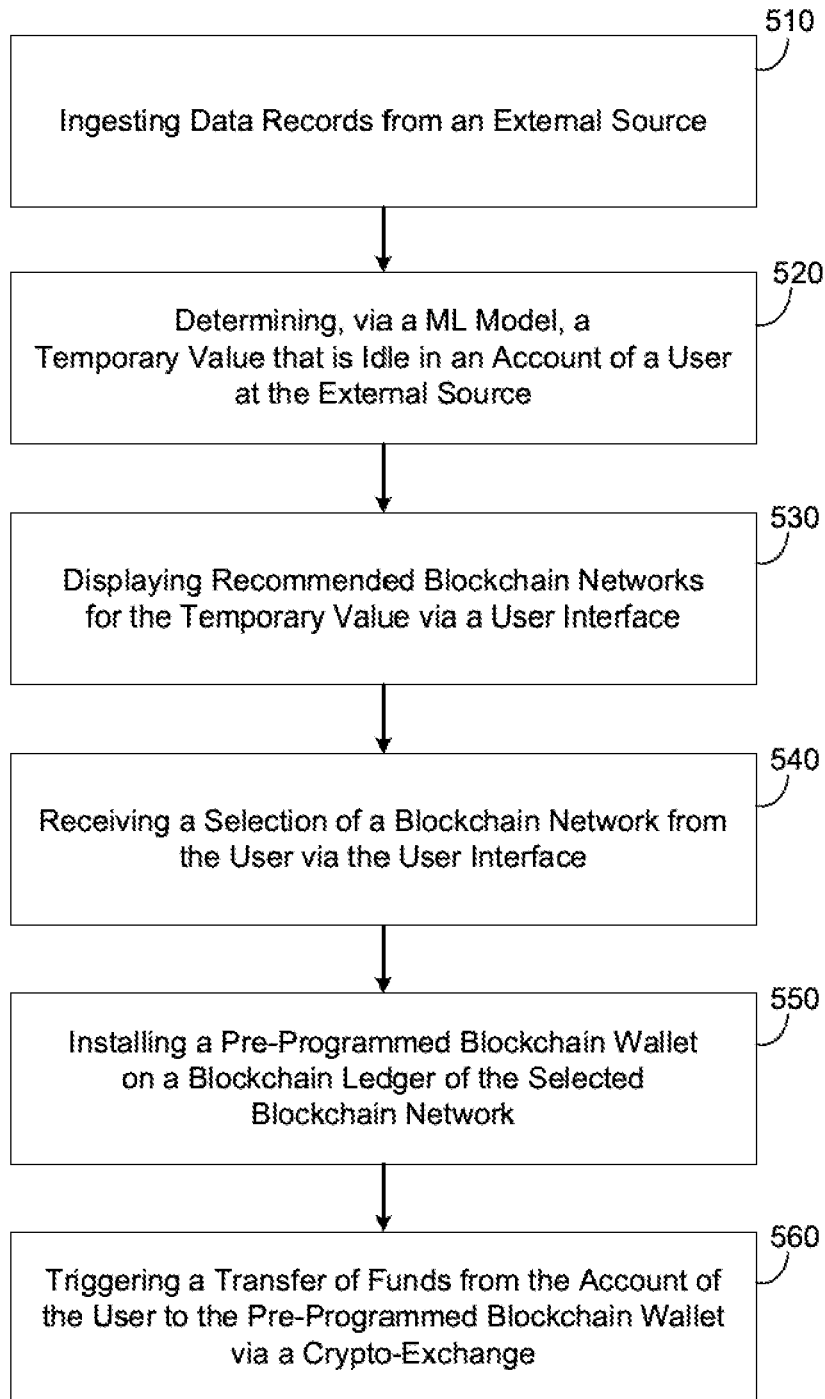 510
Ingesting Data Records from an External Source
520
Determining, via a ML Model, a
Temporary Value that is Idle in an Account of a User
at the External Source
530
Displaying Recommended Blockchain Networks
for the Temporary Value via a User Interface
540
Receiving a Selection of a Blockchain Network from
the User via the User Interface
550
Installing a Pre-Programmed Blockchain Wallet
on a Blockchain Ledger of the Selected
Blockchain Network
560
Triggering a Transfer of Funds from the Account of
the User to the Pre-Programmed Blockchain Wallet
via a Crypto-Exchange